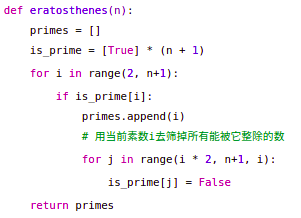 def eratosthenes(n):
    primes = []
    is_prime = [True] * (n + 1)
    for i in range(2, n+1):
        if is_prime[i]:
            primes.append(i)
            # 用当前素数i去筛掉所有能被它整除的数
            for j in range(i * 2, n+1, i):
                is_prime[j] = False
    return primes